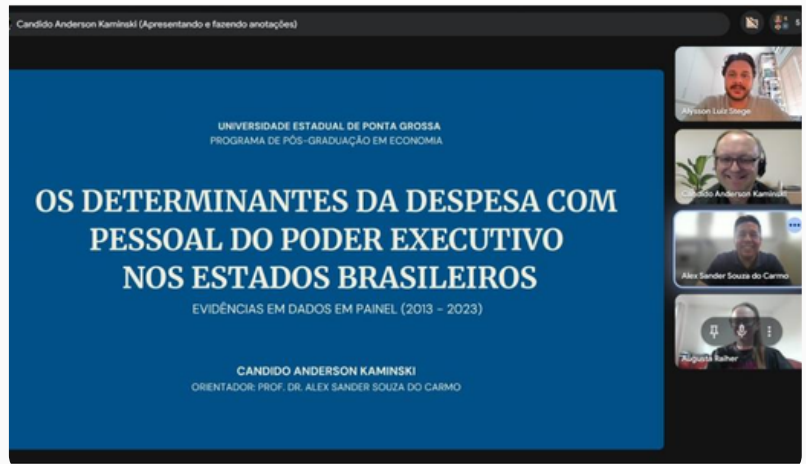 Candido Anderson Kaminski (Apresentando e fazendo anotações)
5
UNIVERSIDADE ESTADUAL DE PONTA GROSSA
PROGRAMA DE PÓS-GRADUAÇÃO EM ECONOMIA
OS DETERMINANTES DA DESPESA COM
PESSOAL DO PODER EXECUTIVO
NOS ESTADOS BRASILEIROS
EVIDÊNCIAS EM DADOS EM PAINEL (2013 - 2023)
CANDIDO ANDERSON KAMINSKI
ORIENTADOR: PROF. DR. ALEX SANDER SOUZA DO CARMO
Alysson Luiz Stege
Candido Anderson Kaminski
Alex Sander Souza do Carmo
Augusta Raiher